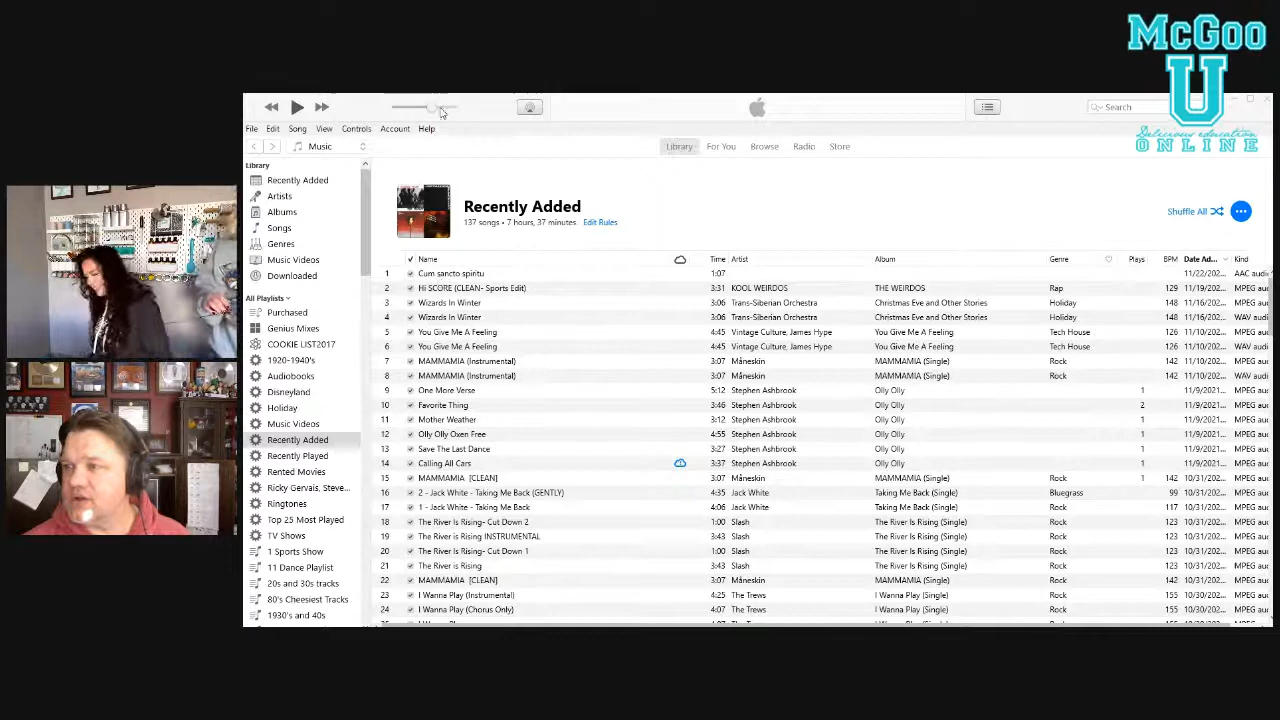 McGoo
U
Delicious education
ONLINE
Search
File Edit Song View Controls Account Help
Music
Library For You Browse Radio Store
Library
Recently Added
Artists
Albums
Songs
Genres
Music Videos
Downloaded
All Playlists
Purchased
Genius Mixes
COOKIE LIST2017
1920-1940's
Audiobooks
Disneyland
Holiday
Music Videos
Recently Added
Recently Played
Rented Movies
Ricky Gervais, Steve...
Ringtones
Top 25 Most Played
TV Shows
1 Sports Show
11 Dance Playlist
20s and 30s tracks
80's Cheesiest Tracks
1930's and 40s
Recently Added
137 songs • 7 hours, 37 minutes Edit Rules
Shuffle All
Name Time Artist Album Genre Plays BPM Date Ad... Kind
1 Cum sancto spiritu 1:07 11/22/202... AAC audi
2 Hi SCORE (CLEAN- Sports Edit) 3:31 KOOL WEIRDOS THE WEIRDOS Rap 129 11/19/202... MPEG au
3 Wizards In Winter 3:06 Trans-Siberian Orchestra Christmas Eve and Other Stories Holiday 148 11/16/202... MPEG au
4 Wizards In Winter 3:06 Trans-Siberian Orchestra Christmas Eve and Other Stories Holiday 148 11/16/202... WAV audi
5 You Give Me A Feeling 3:45 Vintage Culture, James Hype You Give Me A Feeling Tech House 126 11/10/202... MPEG au
6 You Give Me A Feeling 3:45 Vintage Culture, James Hype You Give Me A Feeling Tech House 126 11/10/202... WAV audi
7 MAMMAMIA (Instrumental) 3:07 Måneskin MAMMAMIA (Single) Rock 142 11/10/202... MPEG au
8 MAMMAMIA (Instrumental) 3:07 Måneskin MAMMAMIA (Single) Rock 142 11/10/202... WAV audi
9 One More Verse 5:12 Stephen Ashbrook Olly Olly 1 11/9/2021... MPEG au
10 Favorite Thing 3:46 Stephen Ashbrook Olly Olly 2 11/9/2021... MPEG au
11 Mother Weather 3:12 Stephen Ashbrook Olly Olly 11/9/2021... MPEG au
12 Olly Olly Oxen Free 4:55 Stephen Ashbrook Olly Olly 11/9/2021... MPEG au
13 Save The Last Dance 3:27 Stephen Ashbrook Olly Olly 11/9/2021... MPEG au
14 Calling All Cars 3:37 Stephen Ashbrook Olly Olly 11/9/2021... MPEG au
15 MAMMAMIA [CLEAN] 3:07 Måneskin MAMMAMIA (Single) Rock 1 142 10/31/202... MPEG au
16 2 - Jack White - Taking Me Back (GENTLY) 4:35 Jack White Taking Me Back (Single) Bluegrass 99 10/31/202... MPEG au
17 1 - Jack White - Taking Me Back 4:06 Jack White Taking Me Back (Single) Rock 117 10/31/202... MPEG au
18 The River Is Rising- Cut Down 2 1:00 Slash The River Is Rising (Single) Rock 123 10/31/202... MPEG au
19 The River is Rising INSTRUMENTAL 3:43 Slash The River Is Rising (Single) Rock 123 10/31/202... MPEG au
20 The River is Rising- Cut Down 1 1:00 Slash The River Is Rising (Single) Rock 123 10/31/202... MPEG au
21 The River is Rising 3:43 Slash The River Is Rising (Single) Rock 123 10/31/202... MPEG au
22 MAMMAMIA [CLEAN] 3:07 Måneskin MAMMAMIA (Single) Rock 142 10/31/202... MPEG au
23 I Wanna Play (Instrumental) 4:25 The Trews I Wanna Play (Single) Rock 155 10/30/202... MPEG au
24 I Wanna Play (Chorus Only) 0:16 The Trews I Wanna Play (Single) Rock 155 10/30/202... MPEG au